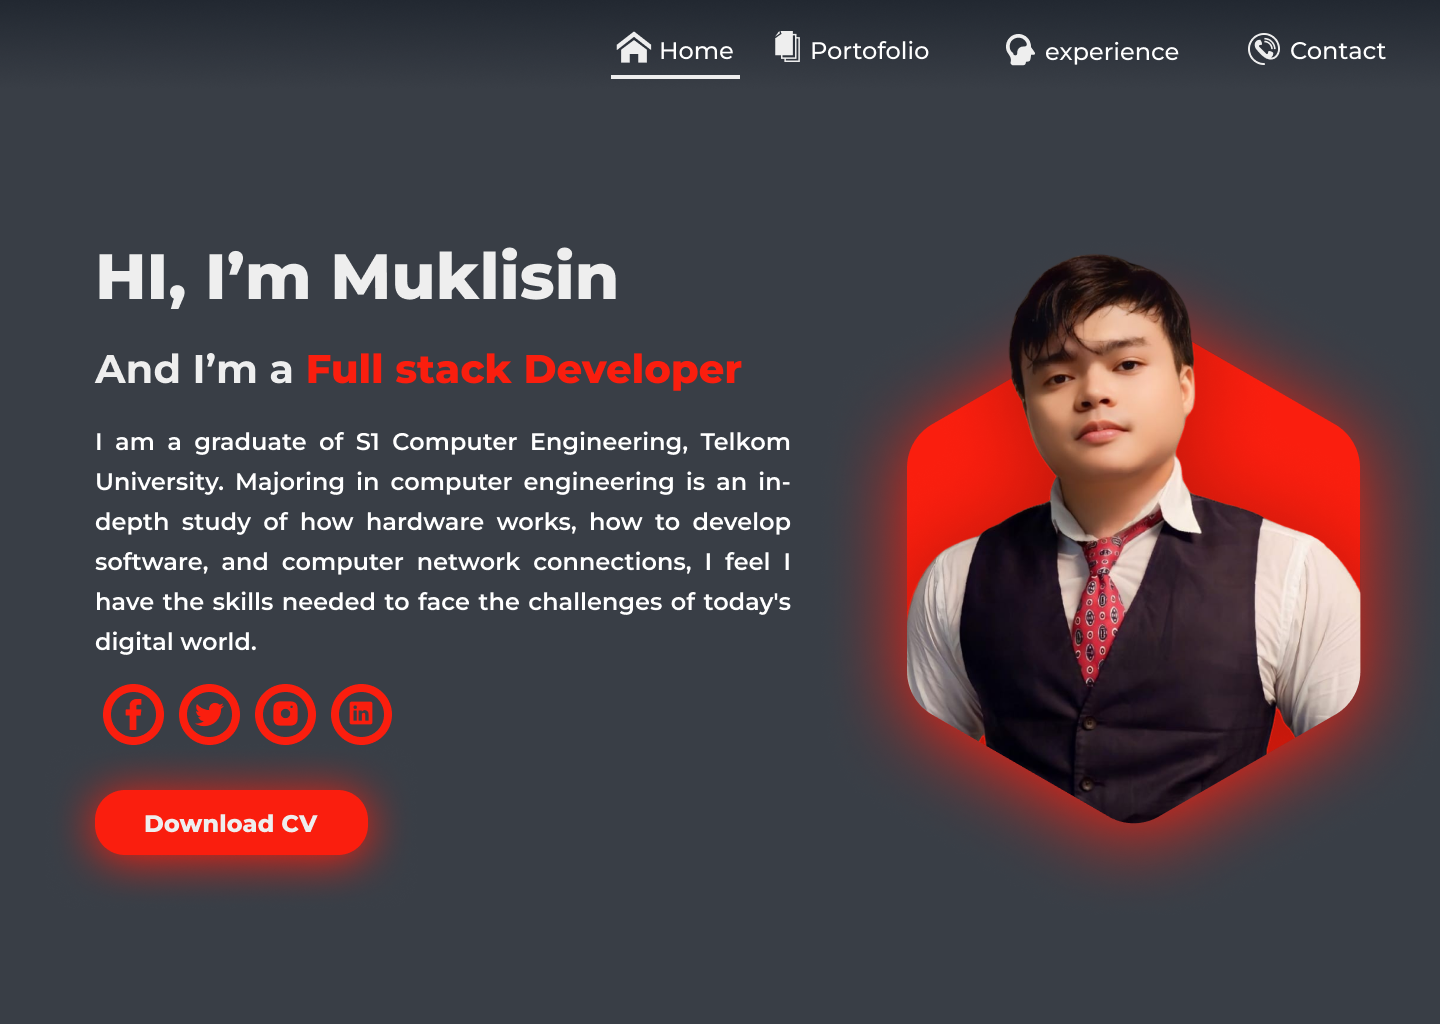 Home
Portofolio
experience
Contact
HI, I’m Muklisin
And I’m a Full stack Developer
I am a graduate of S1 Computer Engineering, Telkom
University. Majoring in computer engineering is an in-
depth study of how hardware works, how to develop
software, and computer network connections, I feel I
have the skills needed to face the challenges of today's
digital world.
Download CV